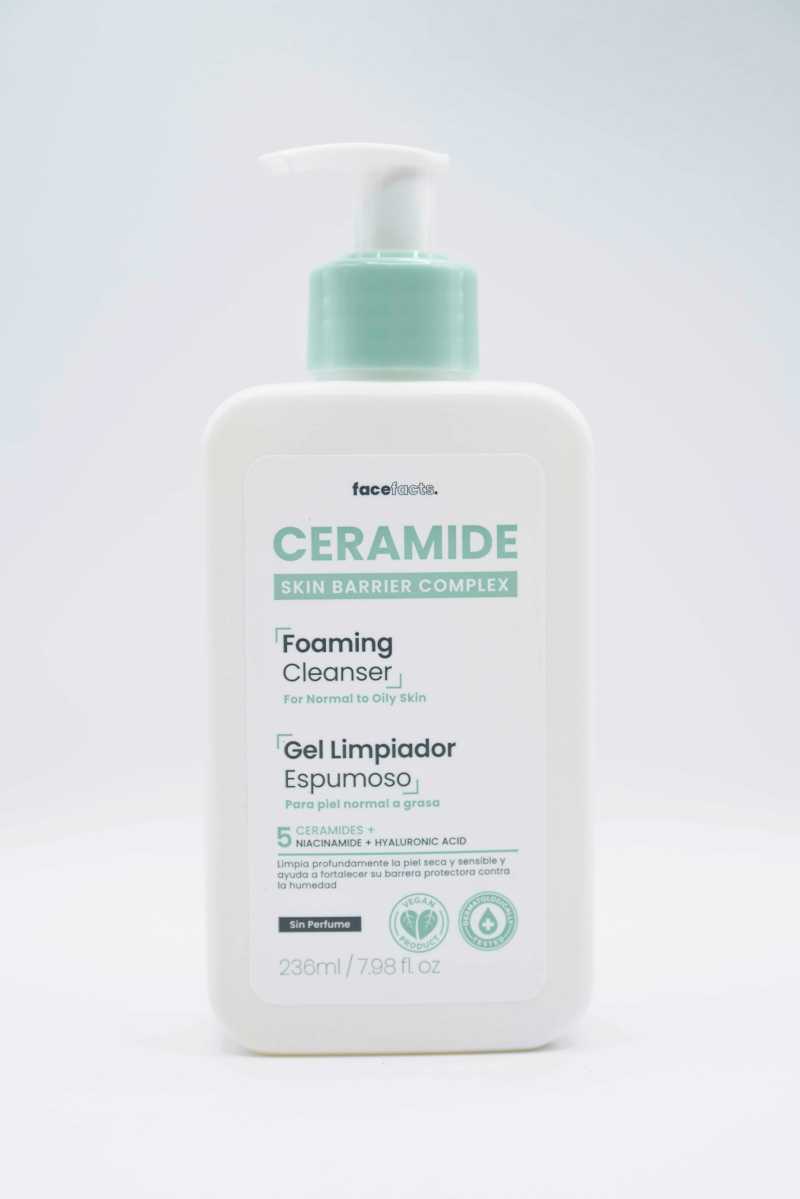 facefacts.
CERAMIDE
SKIN BARRIER COMPLEX
Foaming
Cleanser
For Normal to Oily Skin
Gel Limpiador
Espumoso
Para piel normal a grasa
5 CERAMIDES +
NIACINAMIDE + HYALURONIC ACID
Limpia profundamente la piel seca y sensible y
ayuda a fortalecer su barrera protectora contra
la humedad
Sin Perfume
VEGAN
PRODUCT
DERMATOLOGICALLY
TESTED
236ml / 7.98 fl. oz